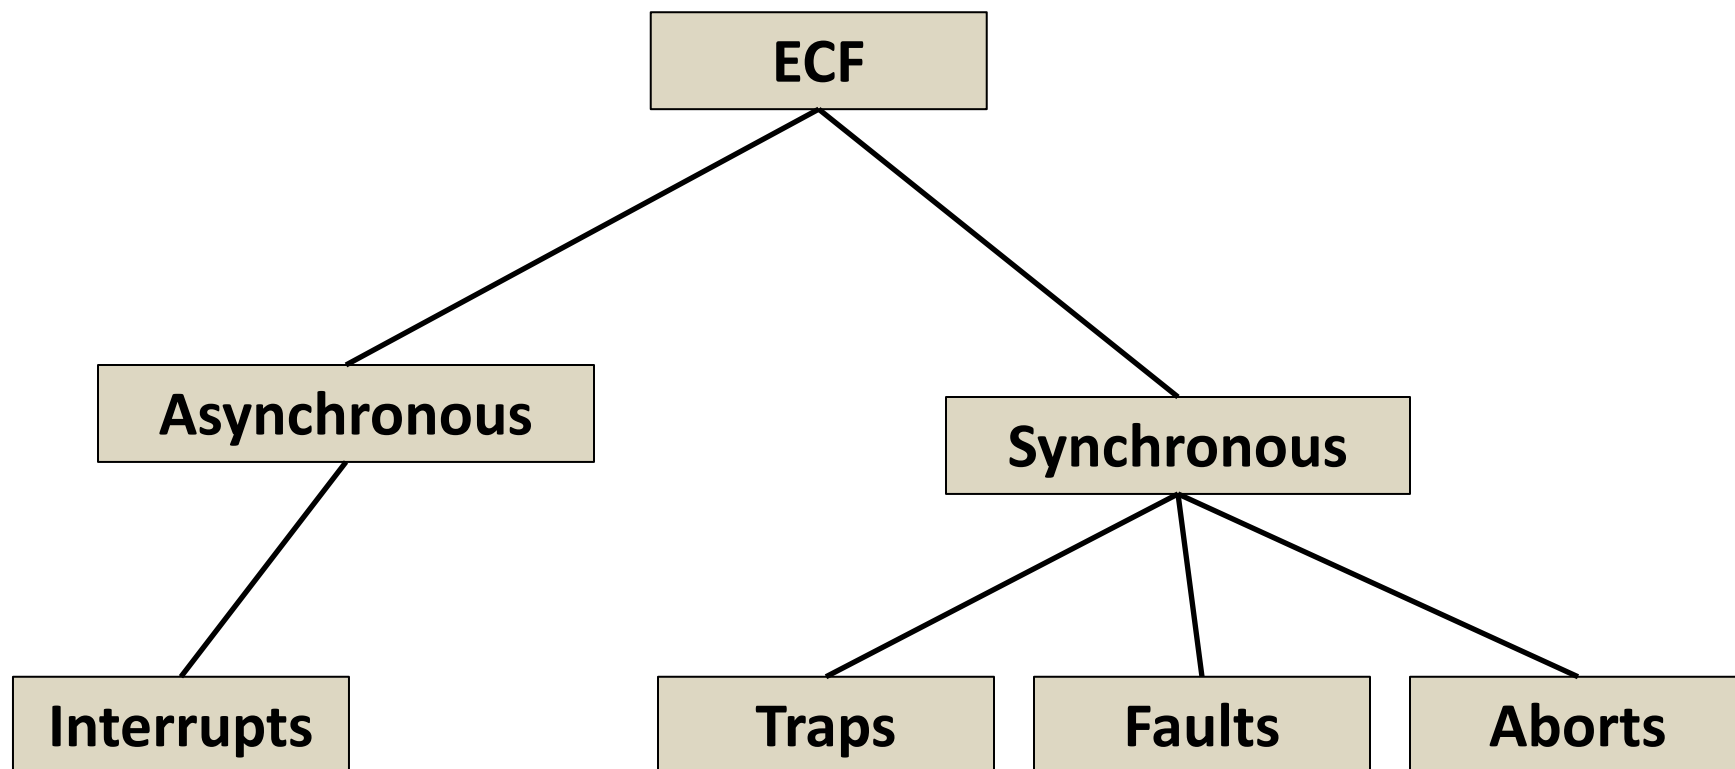 ECF
Asynchronous
Synchronous
Interrupts
Traps
Faults
Aborts